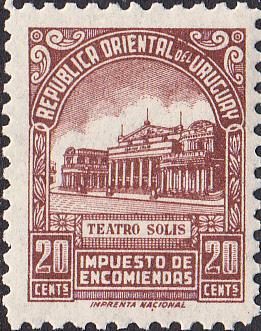 REPUBLICA ORIENTAL DEL URUGUAY
TEATRO SOLIS
20 CENTS
IMPUESTO DE
ENCOMIENDAS
20 CENTS
IMPRENTA NACIONAL